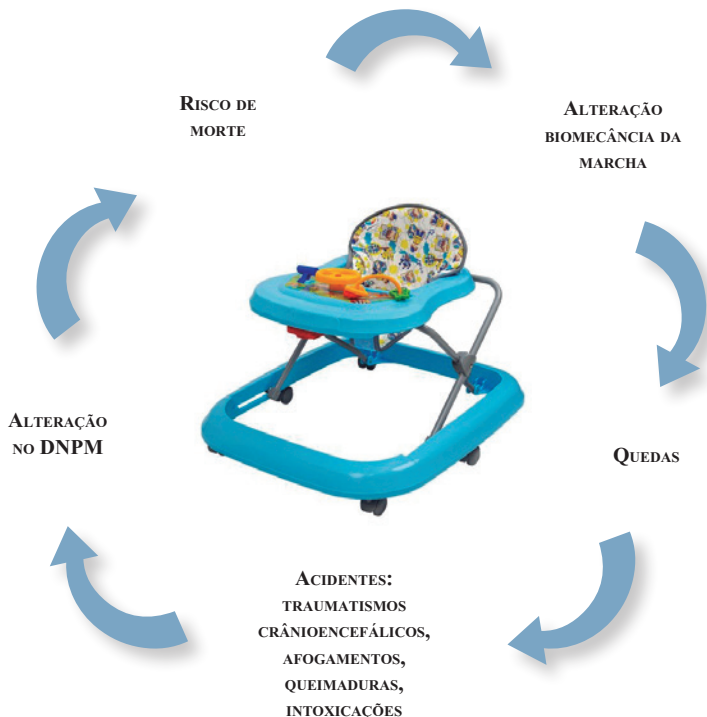 Risco de
morte
Alteração
biomecância da
marcha
Quedas
Acidentes:
traumatismos
crânioencefálicos,
afogamentos,
queimaduras,
intoxicações
Alteração
no DNPM